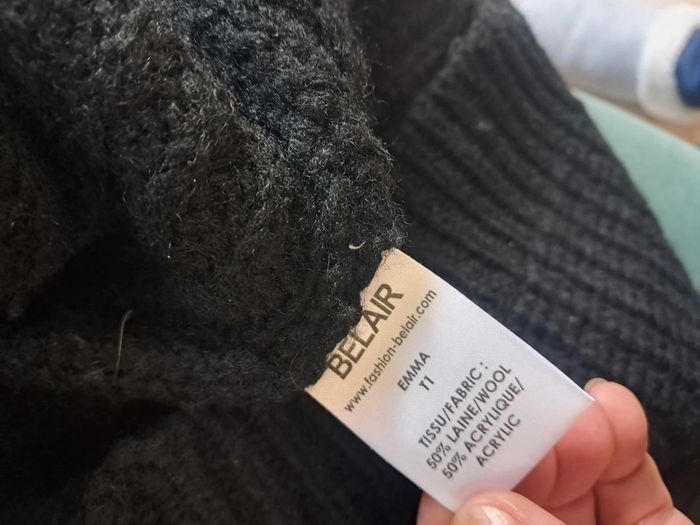 BELAIR
www.fashion-belair.com
EMMA
T1
TISSU/FABRIC :
50% LAINE/WOOL
50% ACRYLIQUE/
ACRYLIC